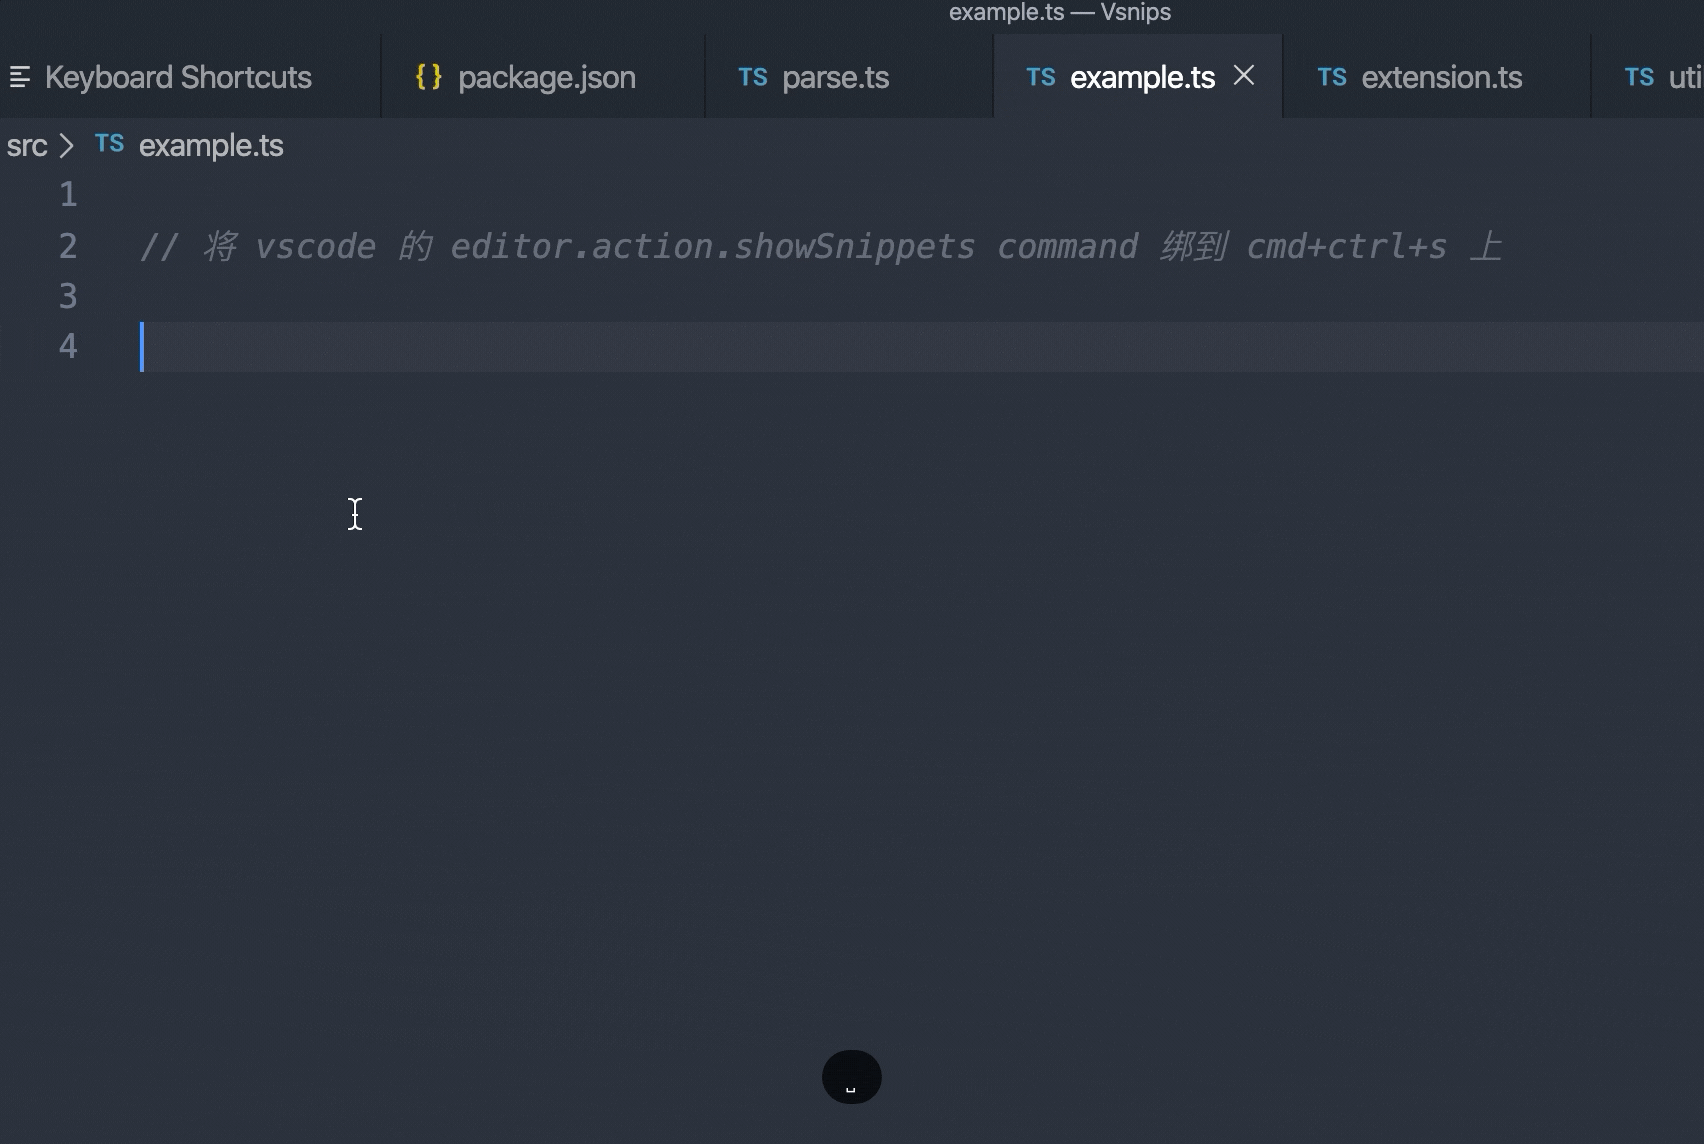 example.ts — Vsnips
Keyboard Shortcuts
{} package.json
TS parse.ts
TS example.ts
TS extension.ts
TS
src > TS example.ts
1
2 // 将 vscode 的 editor.action.showSnippets command 绑到 cmd+ctrl+s 上
3
4
␣